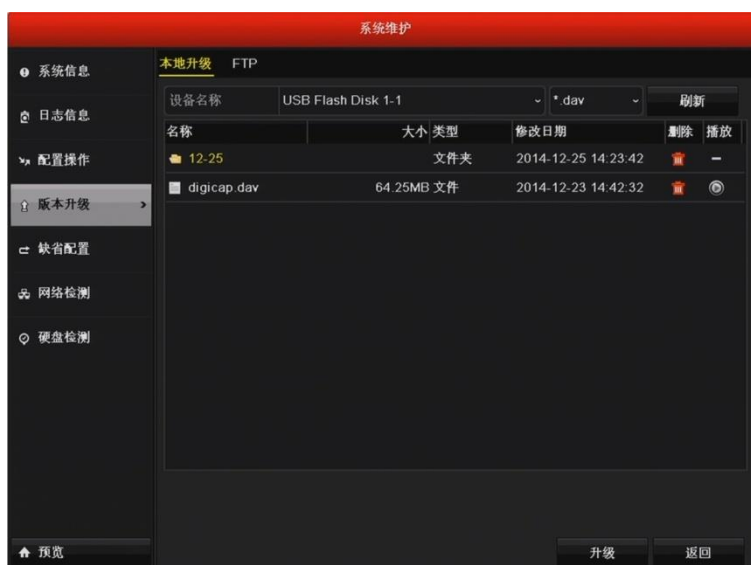 系统维护
系统信息
日志信息
配置操作
版本升级
缺省配置
网络检测
硬盘检测
预览
本地升级 FTP
设备名称 USB Flash Disk 1-1 *.dav 刷新
名称 大小 类型 修改日期 删除 播放
12-25 文件夹 2014-12-25 14:23:42 –
digicap.dav 64.25MB 文件 2014-12-23 14:42:32
升级 返回